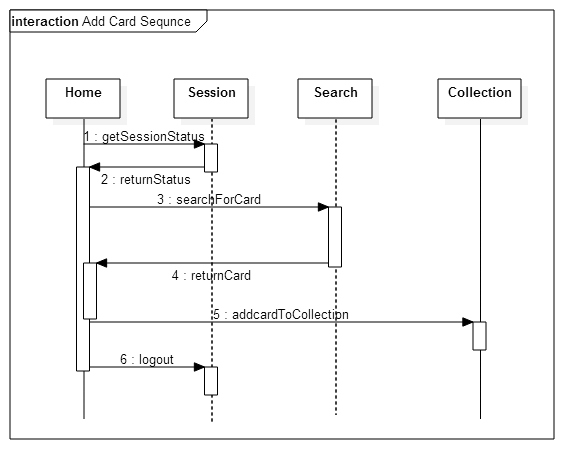 interaction Add Card Sequnce
Home
Session
Search
Collection
1 : getSessionStatus
2 : returnStatus
3 : searchForCard
4 : returnCard
5 : addcardToCollection
6 : logout